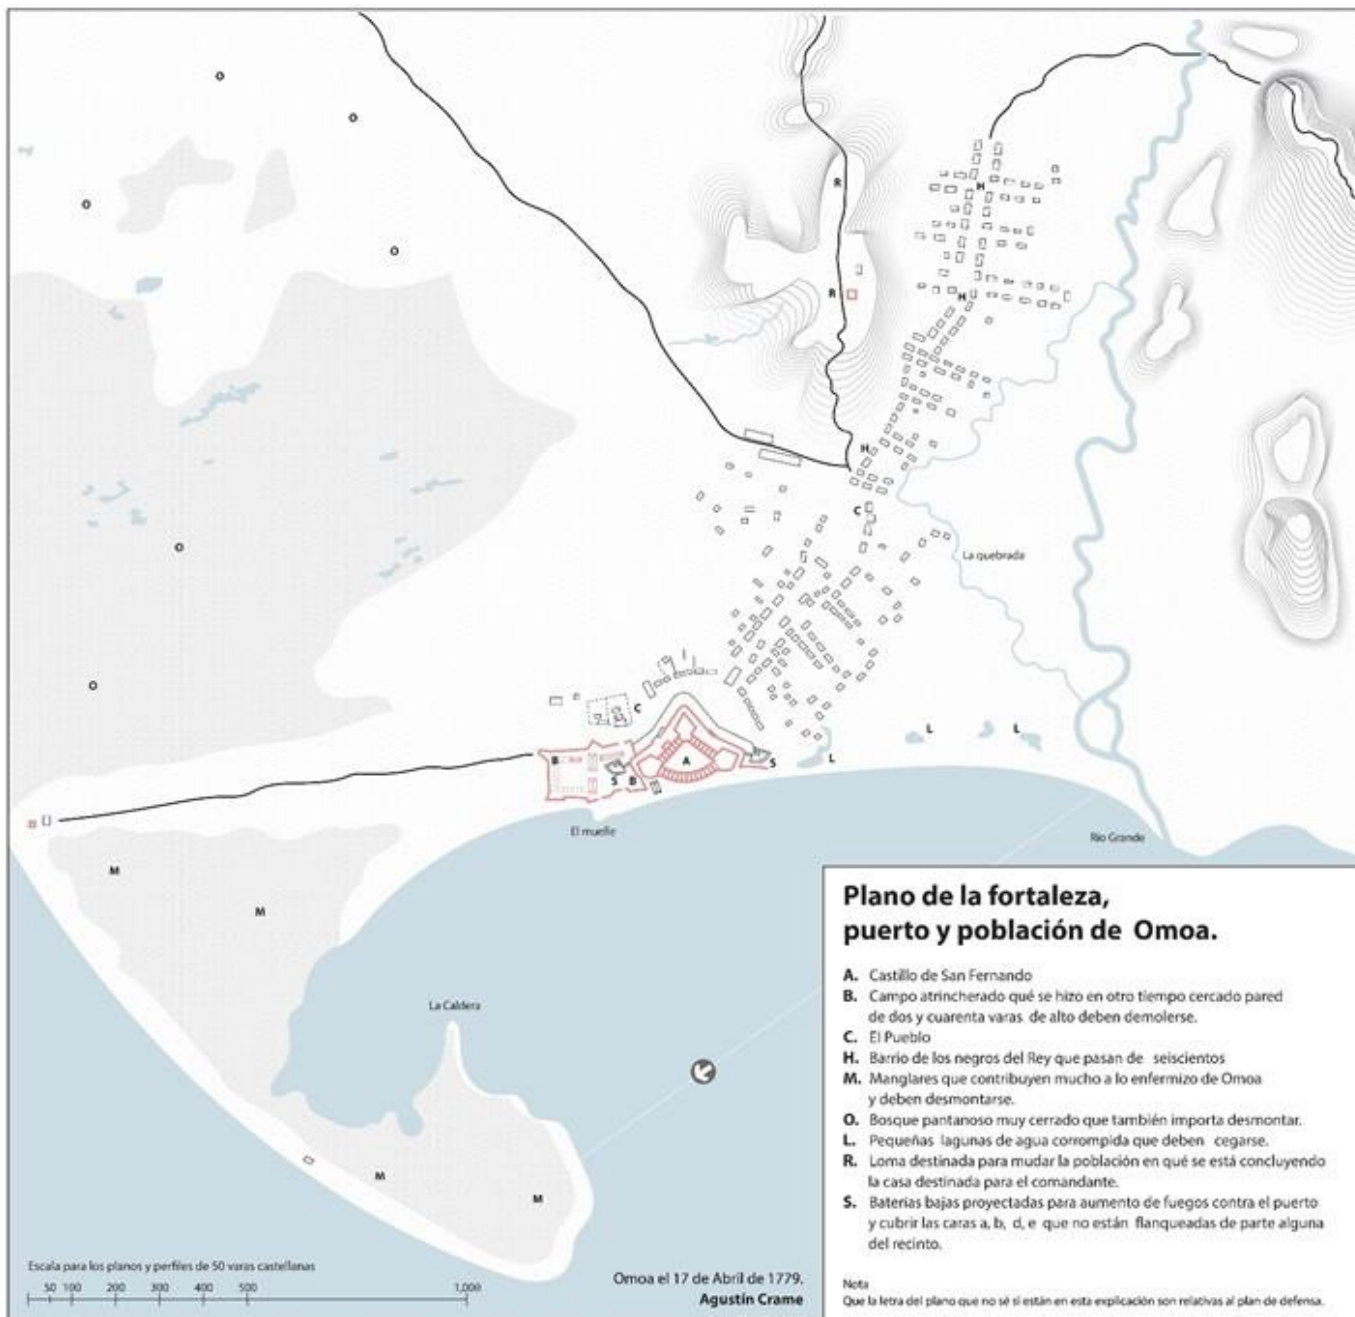 O
O
O
O
R
H
R
H
H
C
O
La quebrada
O
C
L
L
B
A
S
B
S
L
El muelle
Rio Grande
M
M
La Caldera
M
M
Plano de la fortaleza,
puerto y población de Omoa.
A. Castillo de San Fernando
B. Campo atrincherado qué se hizo en otro tiempo cercado pared
de dos y cuarenta varas de alto deben demolerse.
C. El Pueblo
H. Barrio de los negros del Rey que pasan de seiscientos
M. Manglares que contribuyen mucho a lo enfermizo de Omoa
y deben desmontarse.
O. Bosque pantanoso muy cerrado que también importa desmontar.
L. Pequeñas lagunas de agua corrompida que deben cegarse.
R. Loma destinada para mudar la población en qué se está concluyendo
la casa destinada para el comandante.
S. Baterias bajas proyectadas para aumento de fuegos contra el puerto
y cubrir las caras a, b, d, e que no están flanqueadas de parte alguna
del recinto.
Nota
Que la letra del plano que no sé si están en esta explicación son relativas al plan de defensa.
Escala para los planos y perfiles de 50 varas castellanas
50 100 200 300 400 500 1,000
Omoa el 17 de Abril de 1779.
Agustín Crame